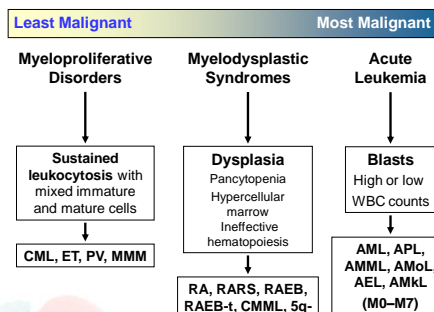 Least Malignant Most Malignant
Myeloproliferative
Disorders
Sustained
leukocytosis with
mixed immature
and mature cells
CML, ET, PV, MMM
Myelodysplastic
Syndromes
Dysplasia
Pancytopenia
Hypercellular
marrow
Ineffective
hematopoiesis
RA, RARS, RAEB,
RAEB-t, CMML, 5q-
Acute
Leukemia
Blasts
High or low
WBC counts
AML, APL,
AMML, AMoL,
AEL, AMkL
(M0–M7)